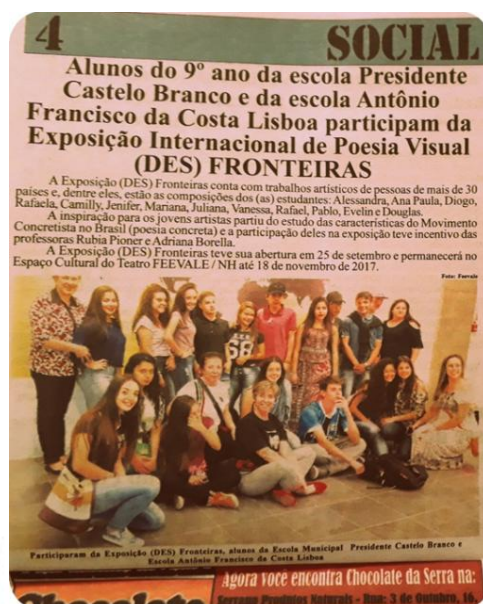 4
SOCIAL
Alunos do 9º ano da escola Presidente
Castelo Branco e da escola Antônio
Francisco da Costa Lisboa participam da
Exposição Internacional de Poesia Visual
(DES) FRONTEIRAS
A Exposição (DES) Fronteiras conta com trabalhos artísticos de pessoas de mais de 30
países e, dentre eles, estão as composições dos (as) estudantes: Alessandra, Ana Paula, Diogo,
Rafaela, Camilly, Jenifer, Mariana, Juliana, Vanessa, Rafael, Pablo, Evelin e Douglas.
A inspiração para os jovens artistas partiu do estudo das características do Movimento
Concretista no Brasil (poesia concreta) e a participação deles na exposição teve incentivo das
professoras Rubia Pioner e Adriana Borella.
A Exposição (DES) Fronteiras teve sua abertura em 25 de setembro e permanecerá no
Espaço Cultural do Teatro FEEVALE / NH até 18 de novembro de 2017.
Foto: Feevale
68
Participaram da Exposição (DES) Fronteiras, alunos da Escola Municipal Presidente Castelo Branco e
Escola Antônio Francisco da Costa Lisboa
Agora você encontra Chocolate da Serra na:
Serrana Produtos Naturais - Rua: 3 de Outubro, 16,